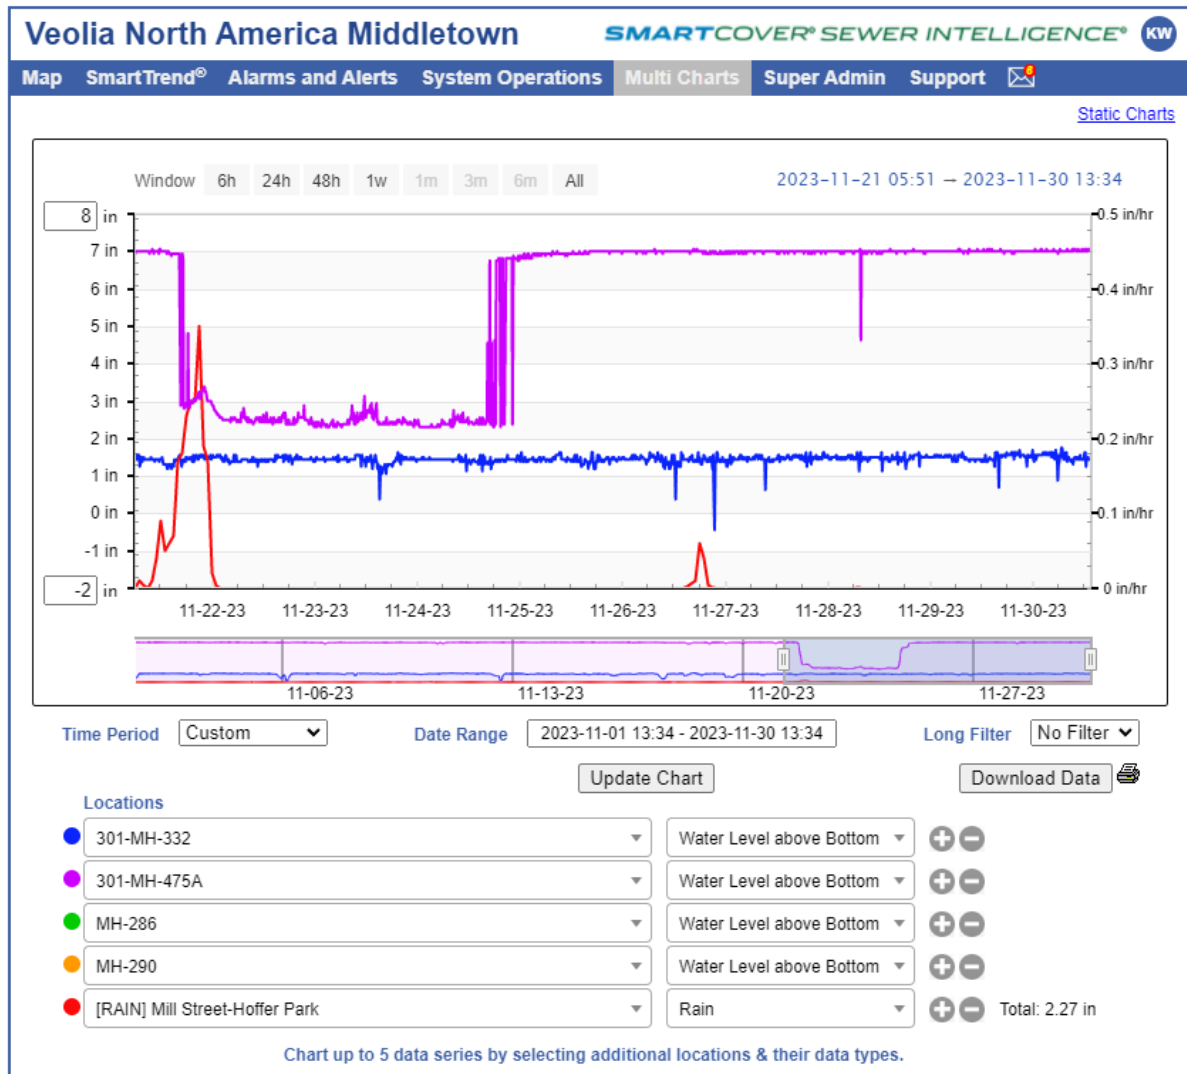 Veolia North America Middletown SMARTCOVER® SEWER INTELLIGENCE® KW
Map SmartTrend® Alarms and Alerts System Operations Multi Charts Super Admin Support 6
Static Charts
Window 6h 24h 48h 1w 1m 3m 6m All 2023-11-21 05:51 → 2023-11-30 13:34
8 in 0.5 in/hr
7 in
6 in 0.4 in/hr
5 in
4 in 0.3 in/hr
3 in
2 in 0.2 in/hr
1 in
0 in 0.1 in/hr
-1 in
-2 in 0 in/hr
11-22-23 11-23-23 11-24-23 11-25-23 11-26-23 11-27-23 11-28-23 11-29-23 11-30-23
11-06-23 11-13-23 11-20-23 11-27-23
Time Period Custom Date Range 2023-11-01 13:34 - 2023-11-30 13:34 Long Filter No Filter
Update Chart Download Data
Locations
301-MH-332 Water Level above Bottom
301-MH-475A Water Level above Bottom
MH-286 Water Level above Bottom
MH-290 Water Level above Bottom
[RAIN] Mill Street-Hoffer Park Rain Total: 2.27 in
Chart up to 5 data series by selecting additional locations & their data types.